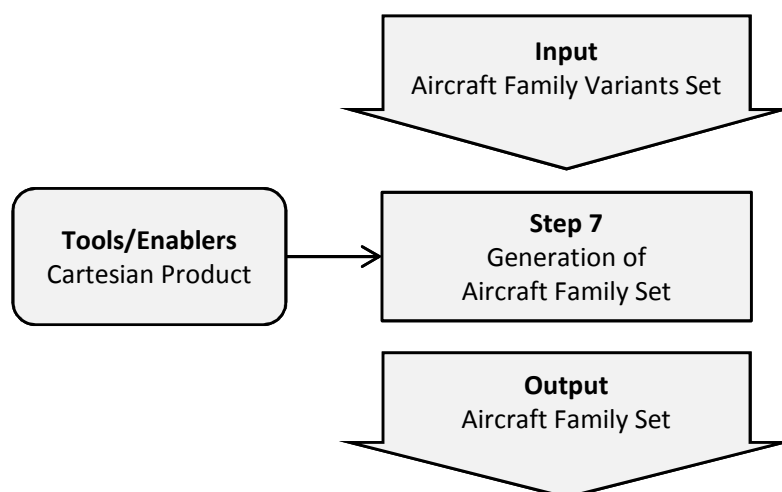 Input
Aircraft Family Variants Set
Tools/Enablers
Cartesian Product
Step 7
Generation of
Aircraft Family Set
Output
Aircraft Family Set